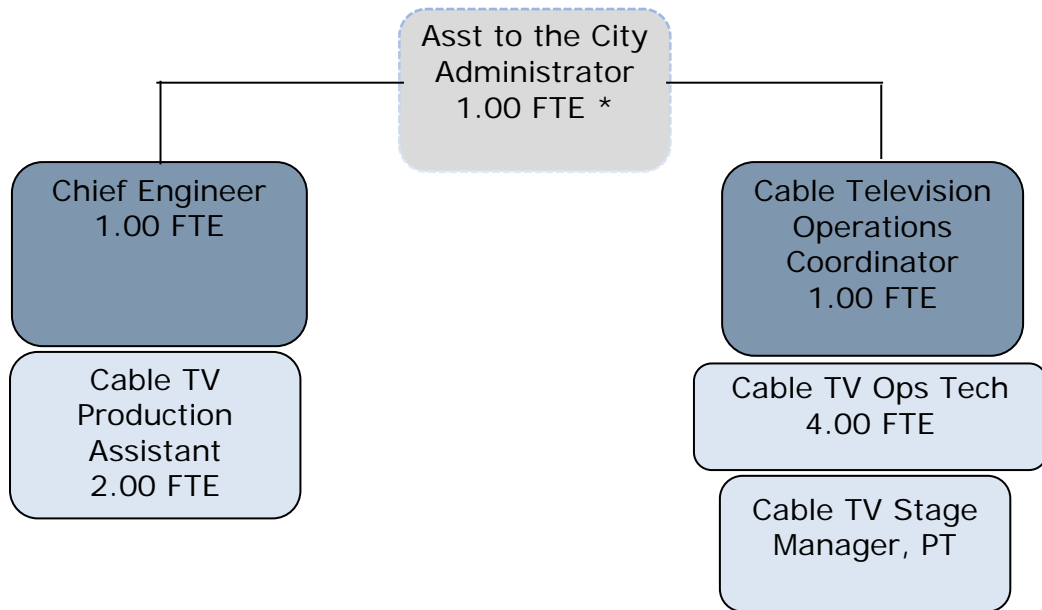 Asst to the City
Administrator
1.00 FTE *
Chief Engineer
1.00 FTE
Cable TV
Production
Assistant
2.00 FTE
Cable Television
Operations
Coordinator
1.00 FTE
Cable TV Ops Tech
4.00 FTE
Cable TV Stage
Manager, PT